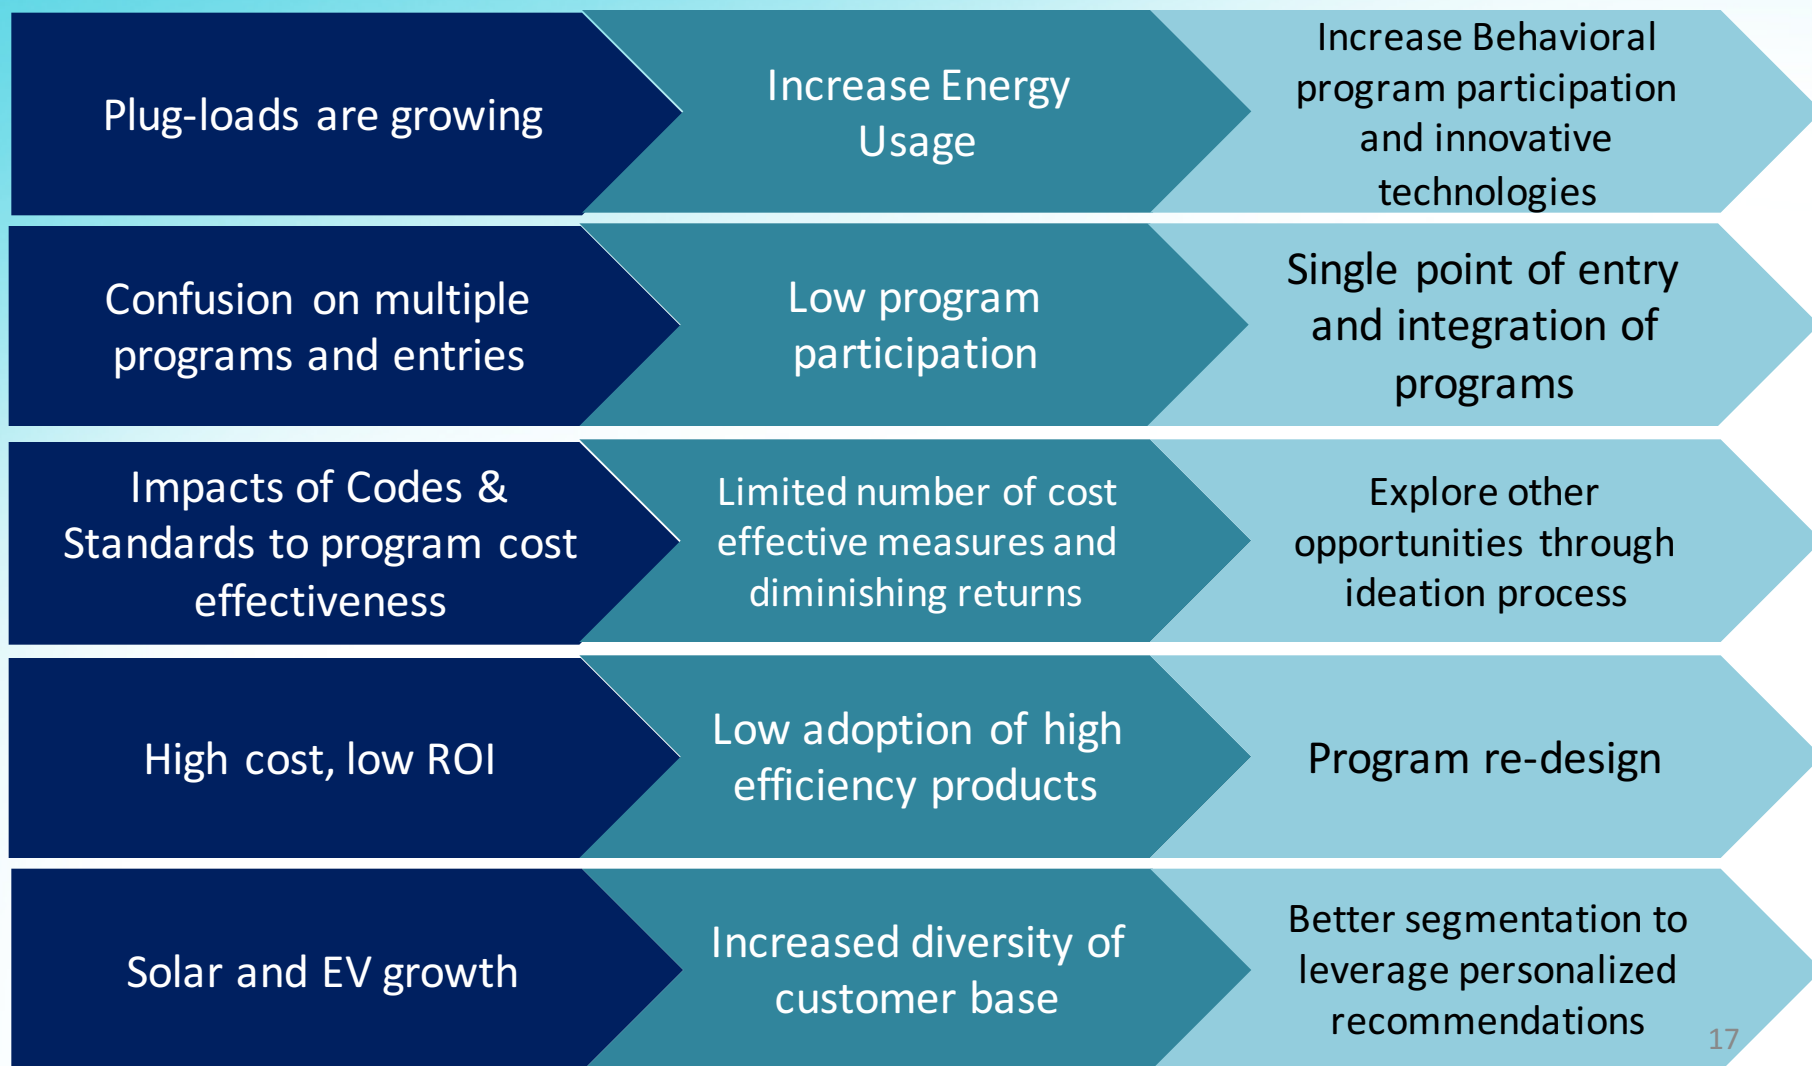 Plug-loads are growing
Increase Energy
Usage
Increase Behavioral
program participation
and innovative
technologies
Confusion on multiple
programs and entries
Low program
participation
Single point of entry
and integration of
programs
Impacts of Codes &
Standards to program cost
effectiveness
Limited number of cost
effective measures and
diminishing returns
Explore other
opportunities through
ideation process
High cost, low ROI
Low adoption of high
efficiency products
Program re-design
Solar and EV growth
Increased diversity of
customer base
Better segmentation to
leverage personalized
recommendations
17